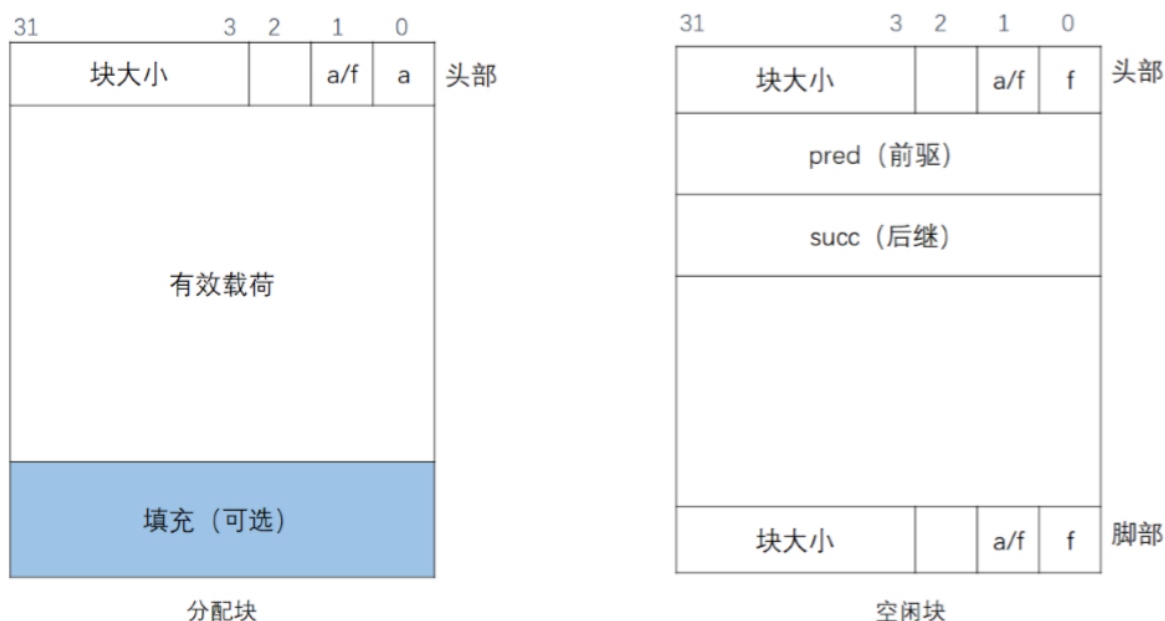 31 3 2 1 0
块大小 a/f a 头部
有效载荷
填充（可选）
分配块
31 3 2 1 0
块大小 a/f f 头部
pred（前驱）
succ（后继）
块大小 a/f f 脚部
空闲块